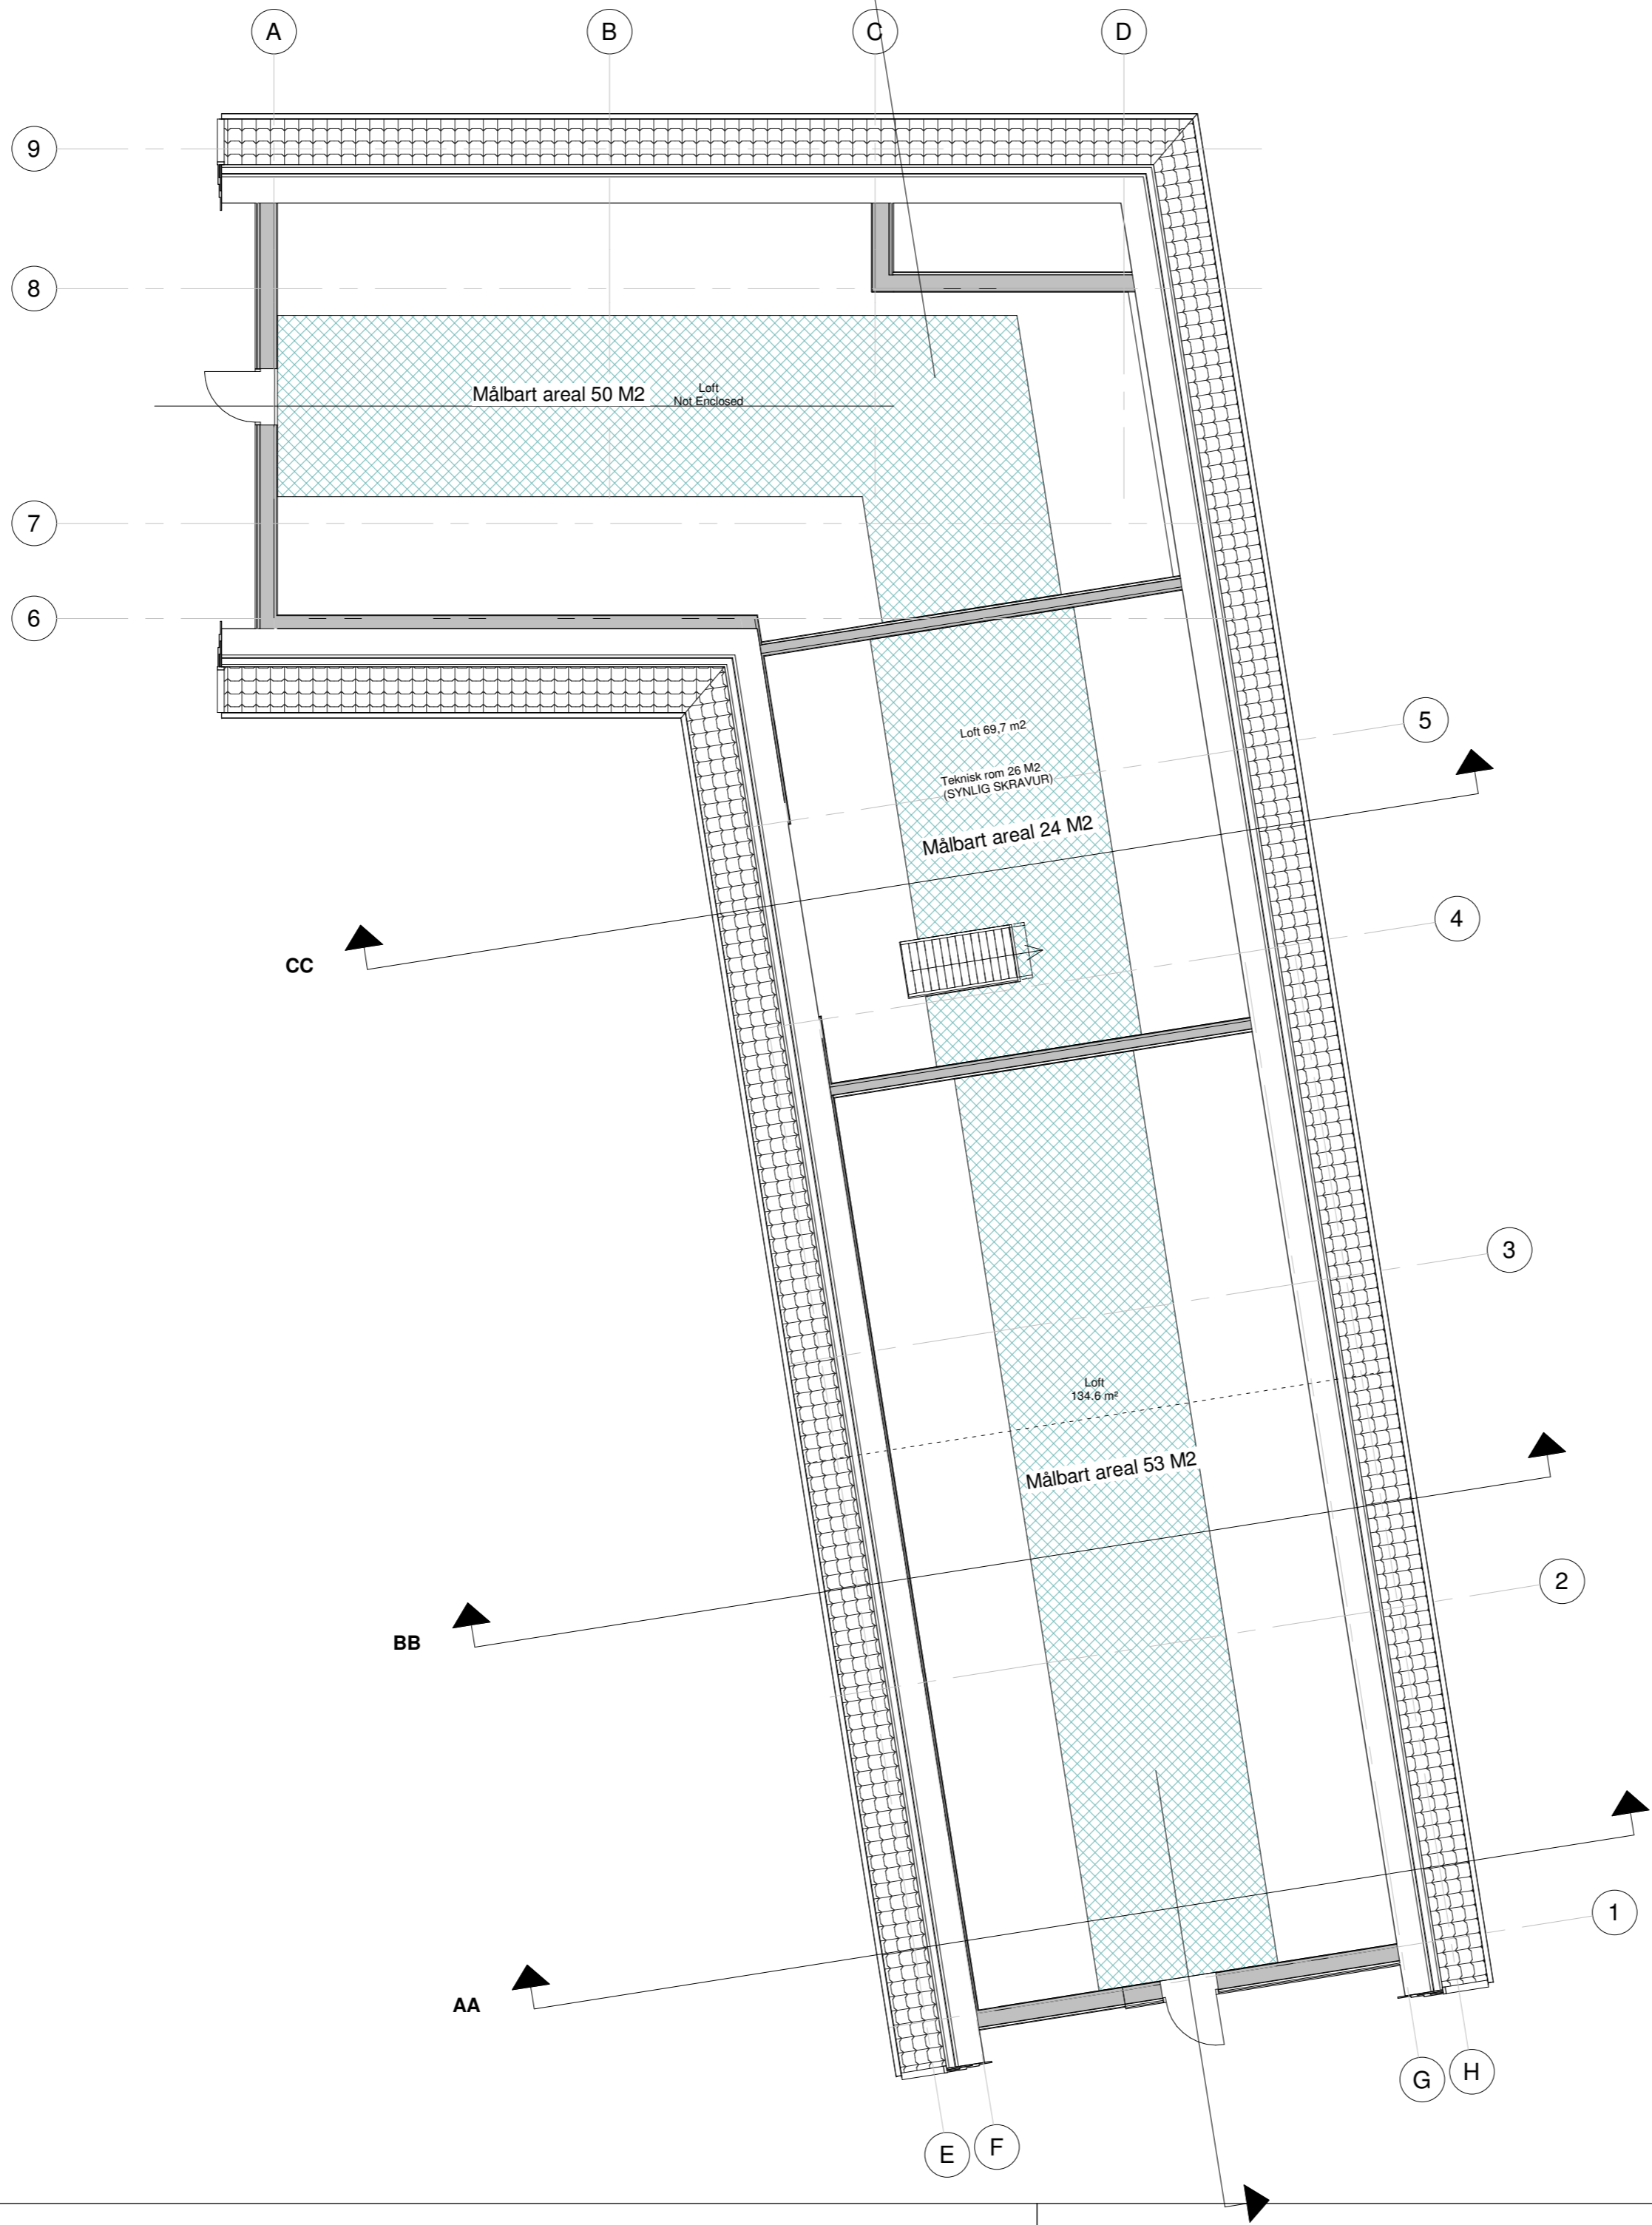 A
B
C
D
9
8
Målbart areal 50 M2
Loft
Not Enclosed
7
6
5
Loft 69,7 m2
Teknisk rom 26 M2
(SYNLIG SKRAVUR)
Målbart areal 24 M2
4
CC
3
Loft
134.6 m²
Målbart areal 53 M2
2
BB
1
AA
G
H
E
F